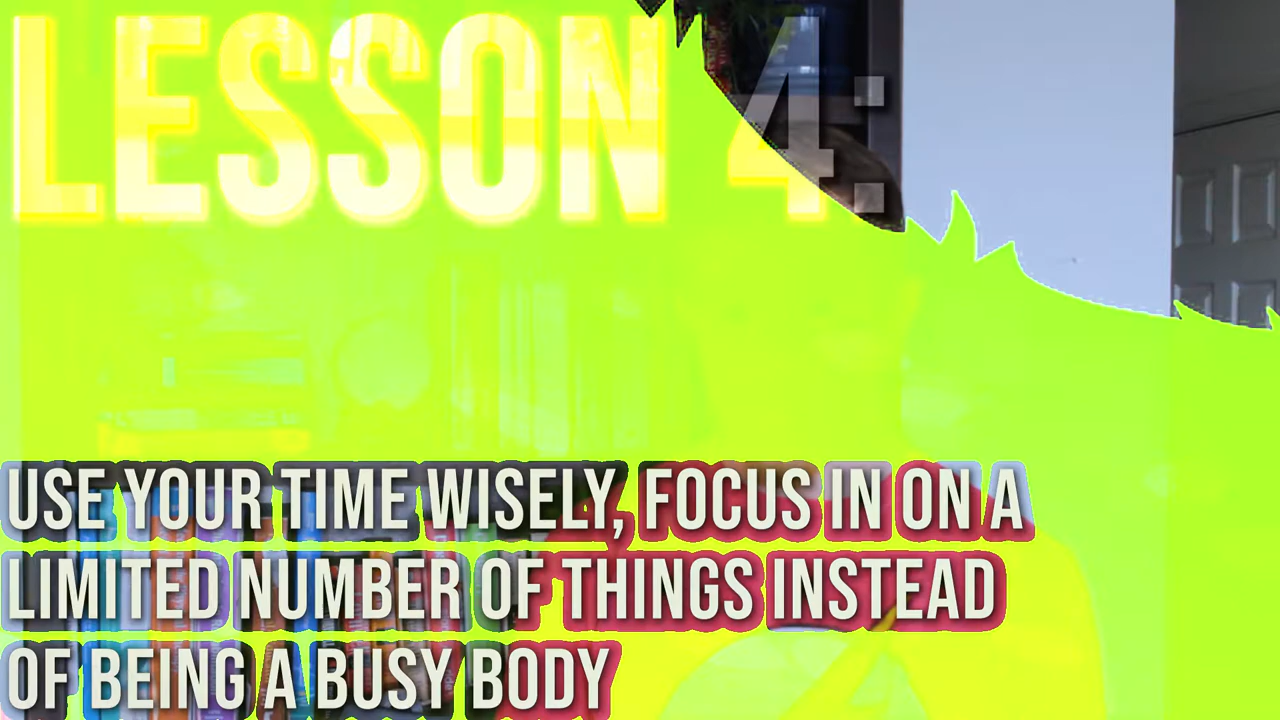 LESSON 4:
USE YOUR TIME WISELY, FOCUS IN ON A
LIMITED NUMBER OF THINGS INSTEAD
OF BEING A BUSY BODY